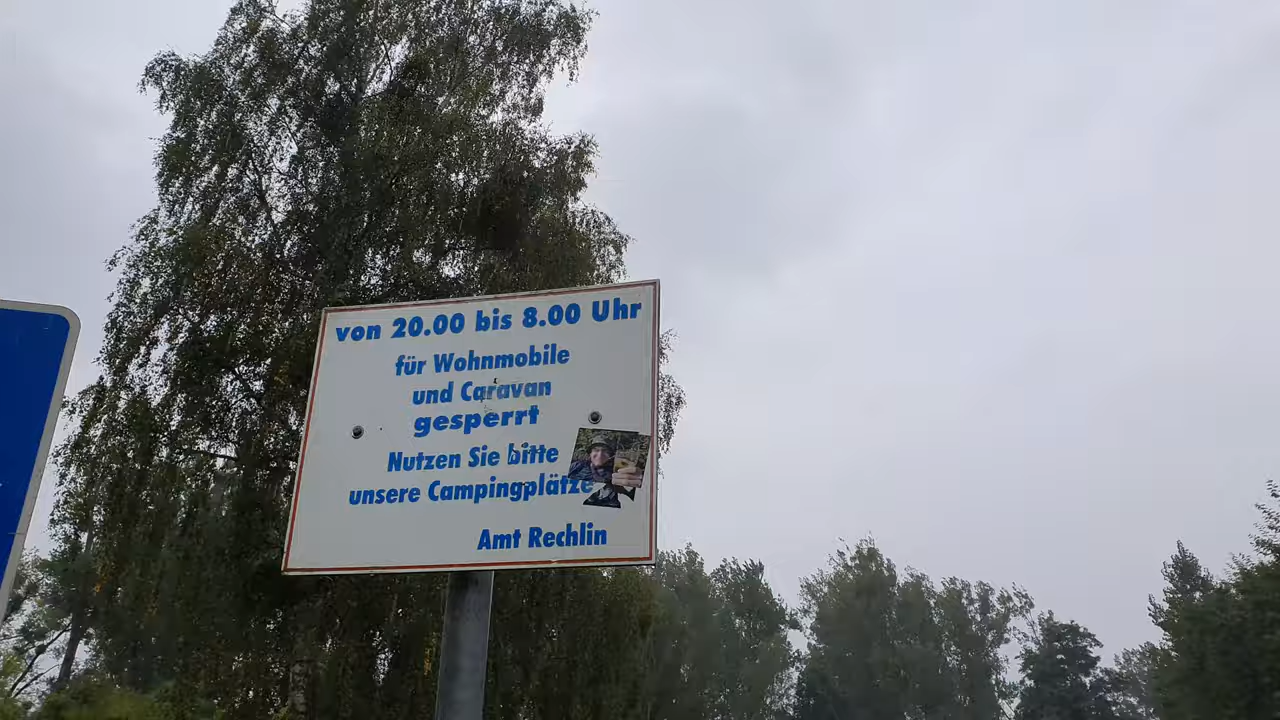 von 20.00 bis 8.00 Uhr
für Wohnmobile
und Caravan
gesperrt
Nutzen Sie bitte
unsere Campingplätze
Amt Rechlin